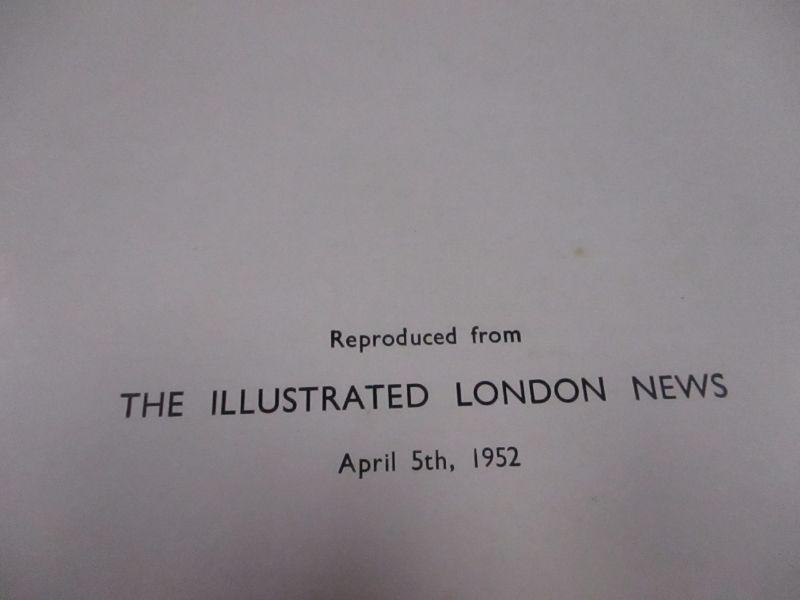 Reproduced from
THE ILLUSTRATED LONDON NEWS
April 5th, 1952